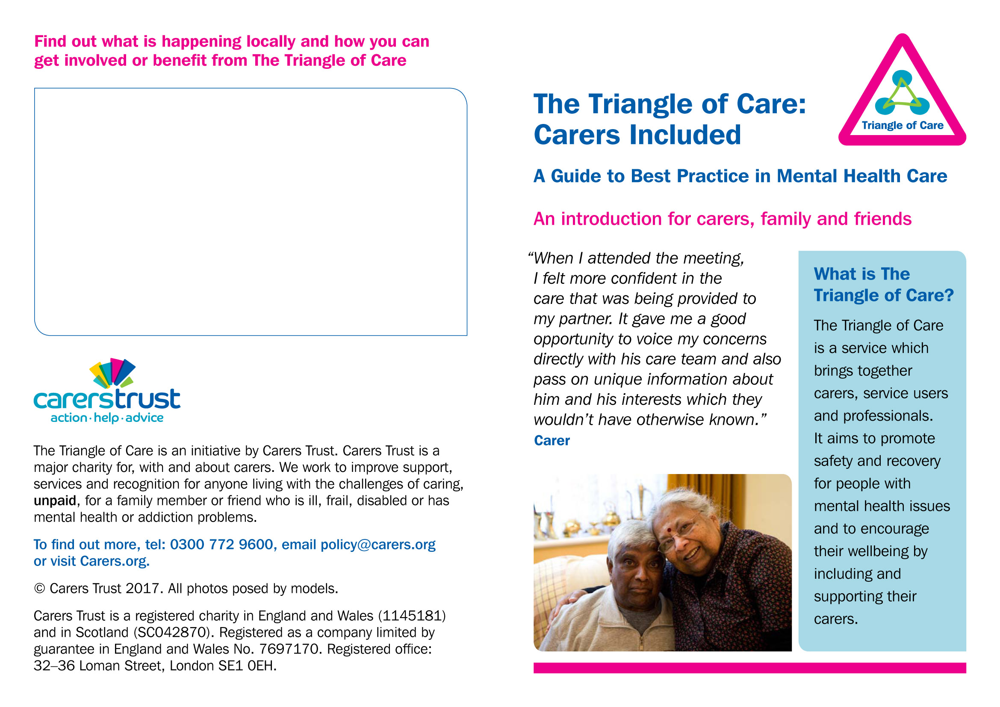 Find out what is happening locally and how you can
get involved or benefit from The Triangle of Care
carerstrust
action · help · advice
The Triangle of Care is an initiative by Carers Trust. Carers Trust is a
major charity for, with and about carers. We work to improve support,
services and recognition for anyone living with the challenges of caring,
unpaid, for a family member or friend who is ill, frail, disabled or has
mental health or addiction problems.
To find out more, tel: 0300 772 9600, email policy@carers.org
or visit Carers.org.
© Carers Trust 2017. All photos posed by models.
Carers Trust is a registered charity in England and Wales (1145181)
and in Scotland (SC042870). Registered as a company limited by
guarantee in England and Wales No. 7697170. Registered office:
32–36 Loman Street, London SE1 0EH.
The Triangle of Care:
Carers Included
Triangle of Care
A Guide to Best Practice in Mental Health Care
An introduction for carers, family and friends
“When I attended the meeting,
I felt more confident in the
care that was being provided to
my partner. It gave me a good
opportunity to voice my concerns
directly with his care team and also
pass on unique information about
him and his interests which they
wouldn’t have otherwise known.”
Carer
What is The
Triangle of Care?
The Triangle of Care
is a service which
brings together
carers, service users
and professionals.
It aims to promote
safety and recovery
for people with
mental health issues
and to encourage
their wellbeing by
including and
supporting their
carers.